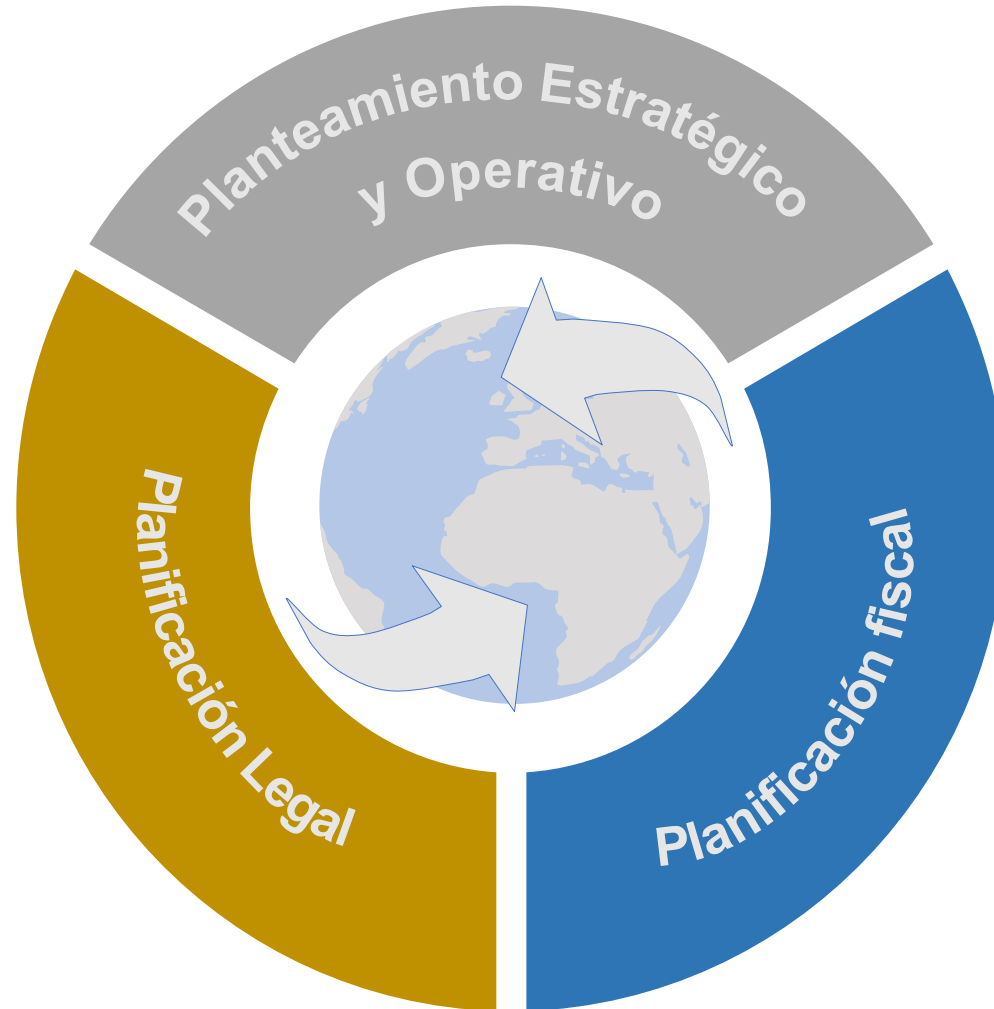 Planteamiento Estratégico
y Operativo
Planificación Legal
Planificación fiscal